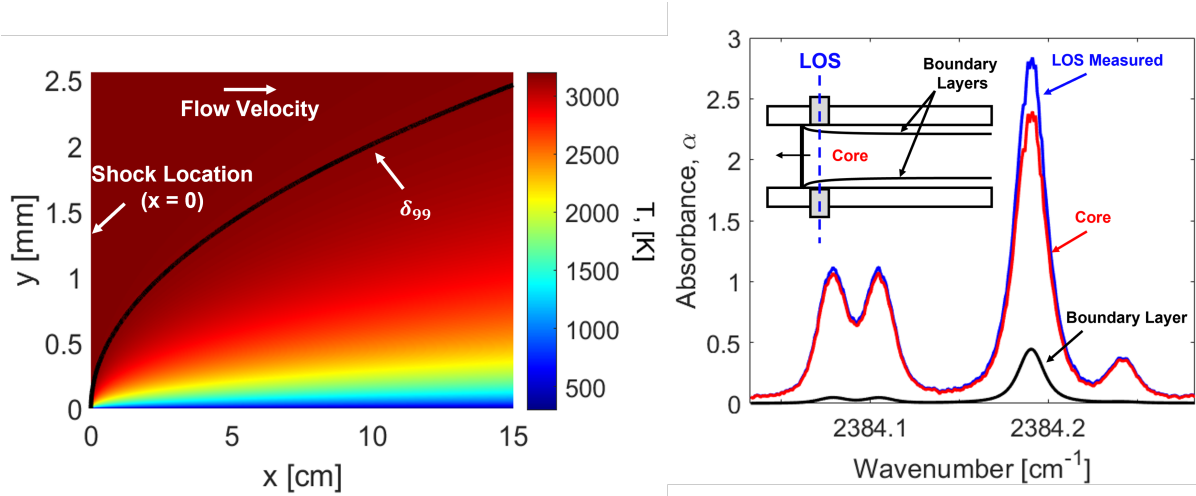 2.5
2
1.5
1
0.5
0
y [mm]
0
5
10
15
x [cm]
Flow Velocity
Shock Location
(x = 0)
δ99
3000
2500
2000
1500
1000
500
T, [K]
3
2.5
2
1.5
1
0.5
0
Absorbance, α
2384.1
2384.2
Wavenumber [cm-1]
LOS
Boundary
Layers
Core
LOS Measured
Core
Boundary Layer